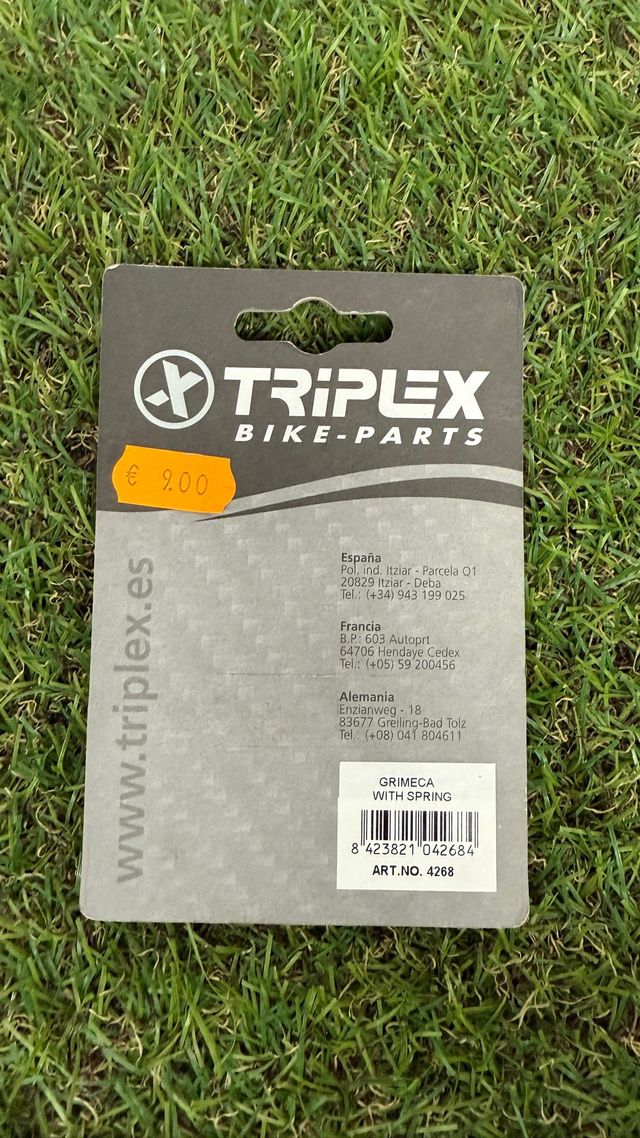 TRiPLEX
BIKE-PARTS
€ 9.00
www.triplex.es
España
Pol. ind. Itziar - Parcela Q1
20829 Itziar - Deba
Tel.: (+34) 943 199 025
Francia
B.P.: 603 Autoprt
64706 Hendaye Cedex
Tel.: (+05) 59 200456
Alemania
Enzianweg - 18
83677 Greiling-Bad Tolz
Tel.: (+08) 041 804611
GRIMECA
WITH SPRING
8 423821 042684
ART.NO. 4268